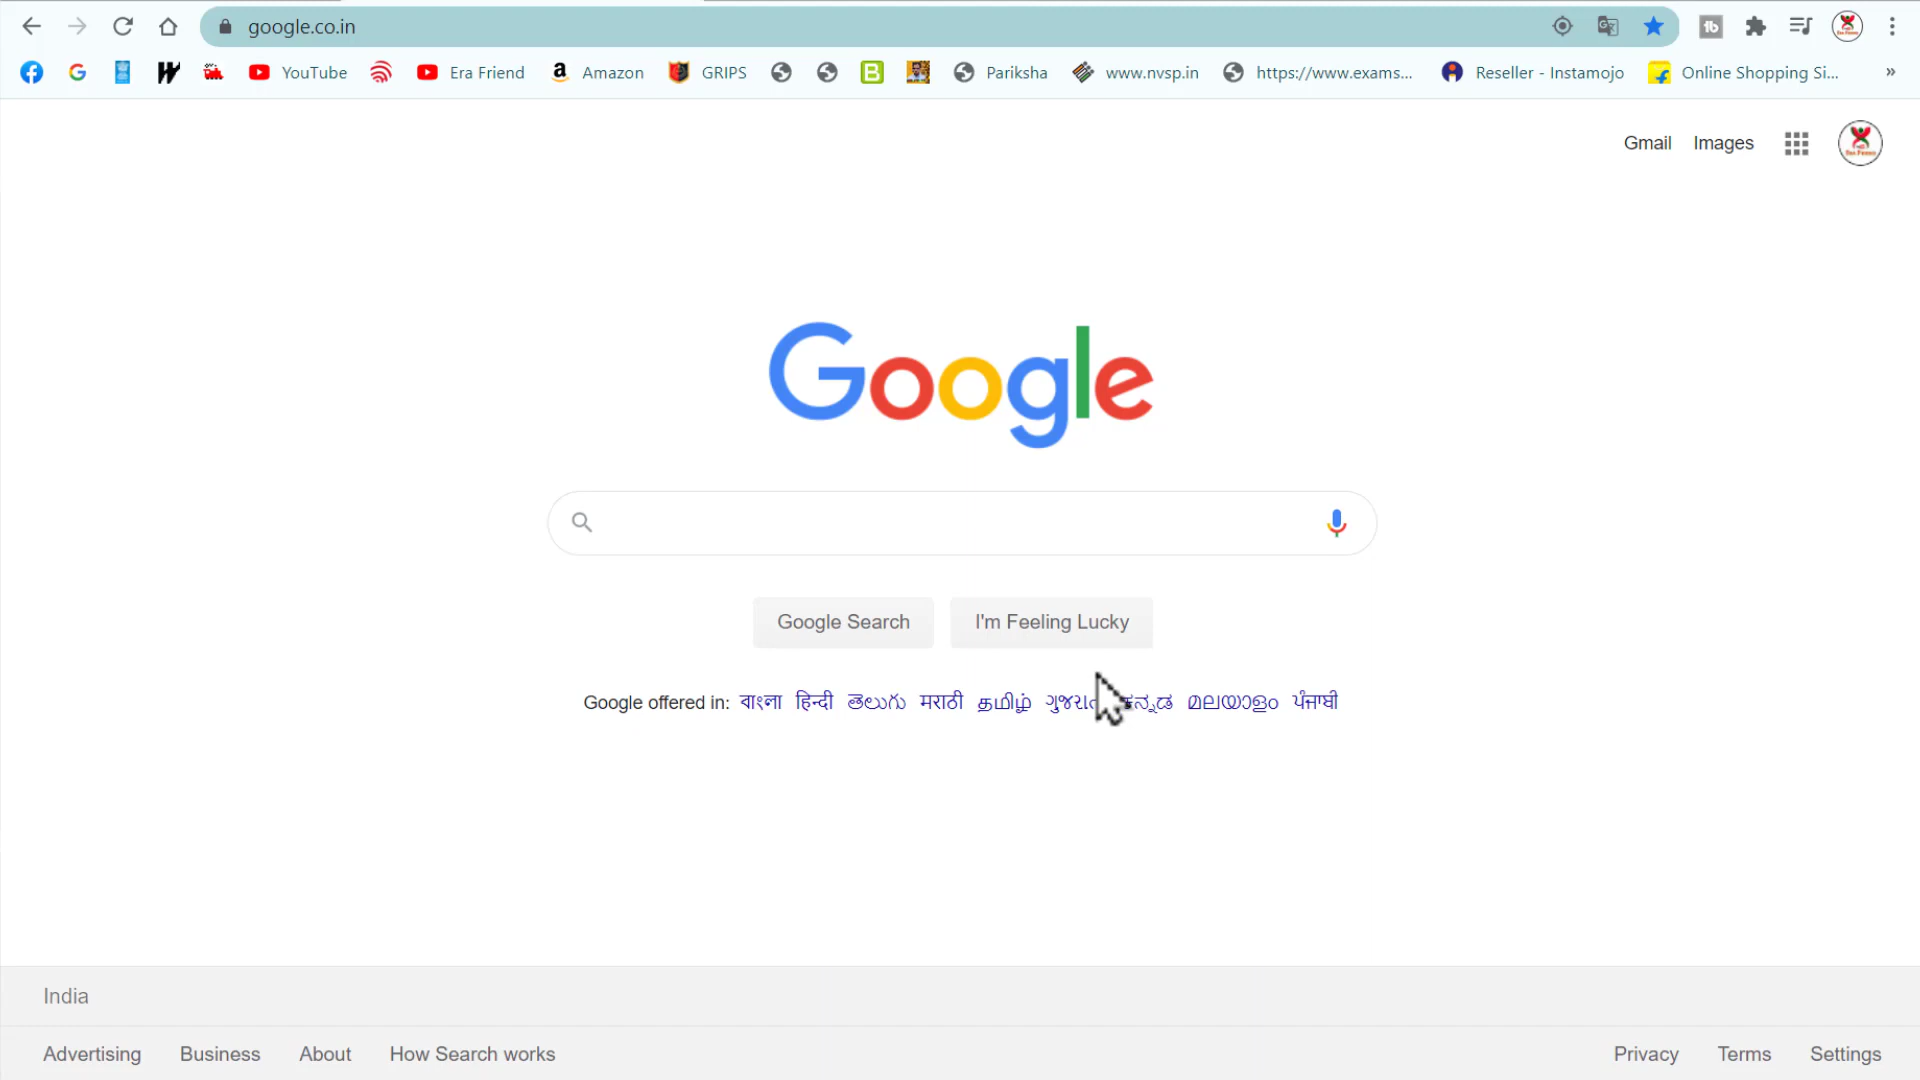 google.co.in
YouTube Era Friend Amazon GRIPS Pariksha www.nvsp.in https://www.exams... Reseller - Instamojo Online Shopping Si... »
Gmail Images
Google
Google Search I'm Feeling Lucky
Google offered in: বাংলা हिन्दी తెలుగు मराठी தமிழ் മലയാളം ਪੰਜਾਬੀ
India
Advertising Business About How Search works Privacy Terms Settings